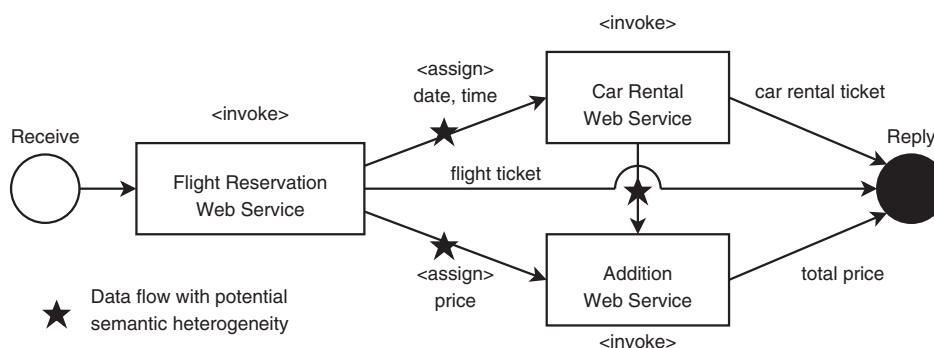 <invoke>
<assign>
date, time
Car Rental
Web Service
car rental ticket
<invoke>
Receive
Reply
Flight Reservation
Web Service
flight ticket
<assign>
price
Addition
Web Service
total price
Data flow with potential
semantic heterogeneity
<invoke>